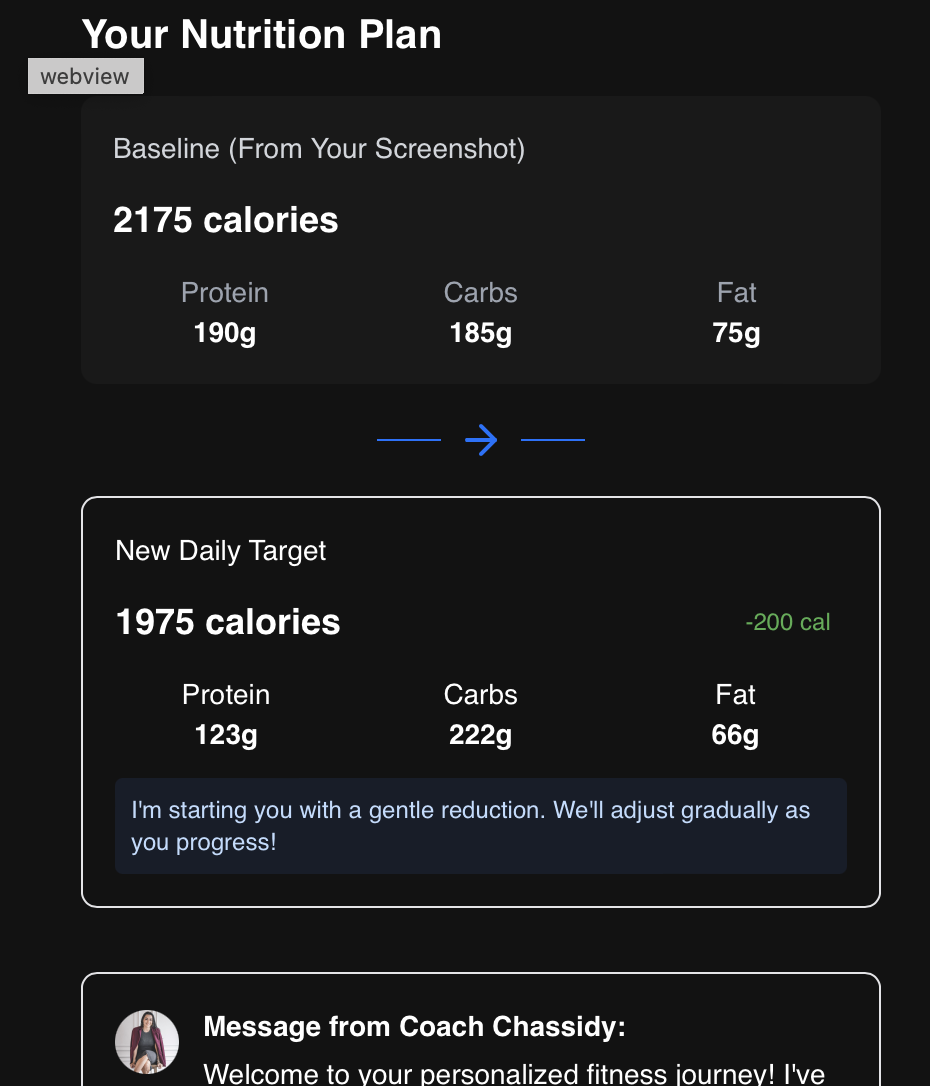 Your Nutrition Plan
webview
Baseline (From Your Screenshot)
2175 calories
Protein Carbs Fat
190g 185g 75g
New Daily Target
1975 calories -200 cal
Protein Carbs Fat
123g 222g 66g
I'm starting you with a gentle reduction. We'll adjust gradually as
you progress!
Message from Coach Chassidy:
Welcome to your personalized fitness journey! I've